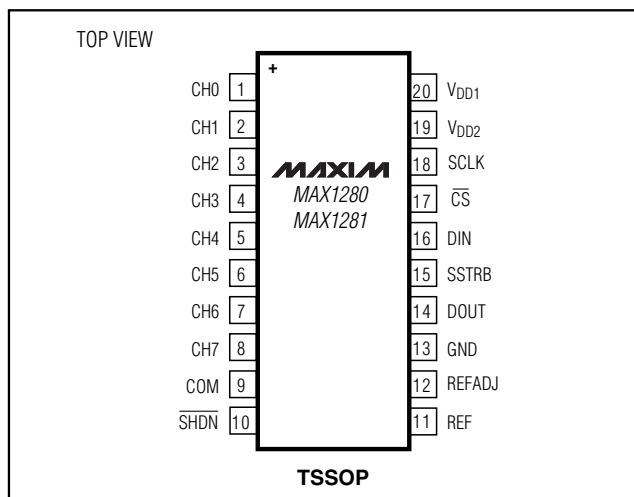 TOP VIEW
+
CH0 1 20 VDD1
CH1 2 19 VDD2
CH2 3 18 SCLK
MAXIM
CH3 4 17 C̅S̅
MAX1280
MAX1281
CH4 5 16 DIN
CH5 6 15 SSTRB
CH6 7 14 DOUT
CH7 8 13 GND
COM 9 12 REFADJ
S̅H̅D̅N̅ 10 11 REF
TSSOP